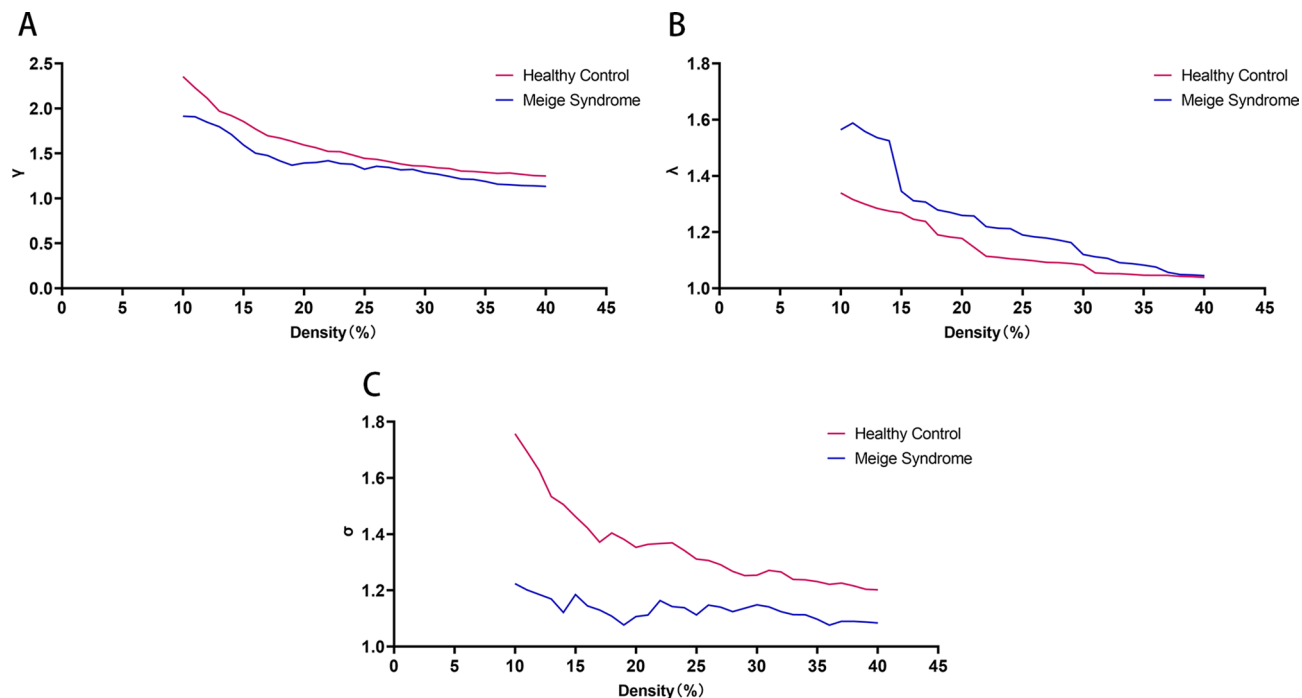 A
2.5
2.0
1.5
1.0
0.5
0.0
γ
0 5 10 15 20 25 30 35 40 45
Density(%)
Healthy Control
Meige Syndrome
B
1.8
1.6
1.4
1.2
1.0
λ
0 5 10 15 20 25 30 35 40 45
Density(%)
Healthy Control
Meige Syndrome
C
1.8
1.6
1.4
1.2
1.0
σ
0 5 10 15 20 25 30 35 40 45
Density(%)
Healthy Control
Meige Syndrome